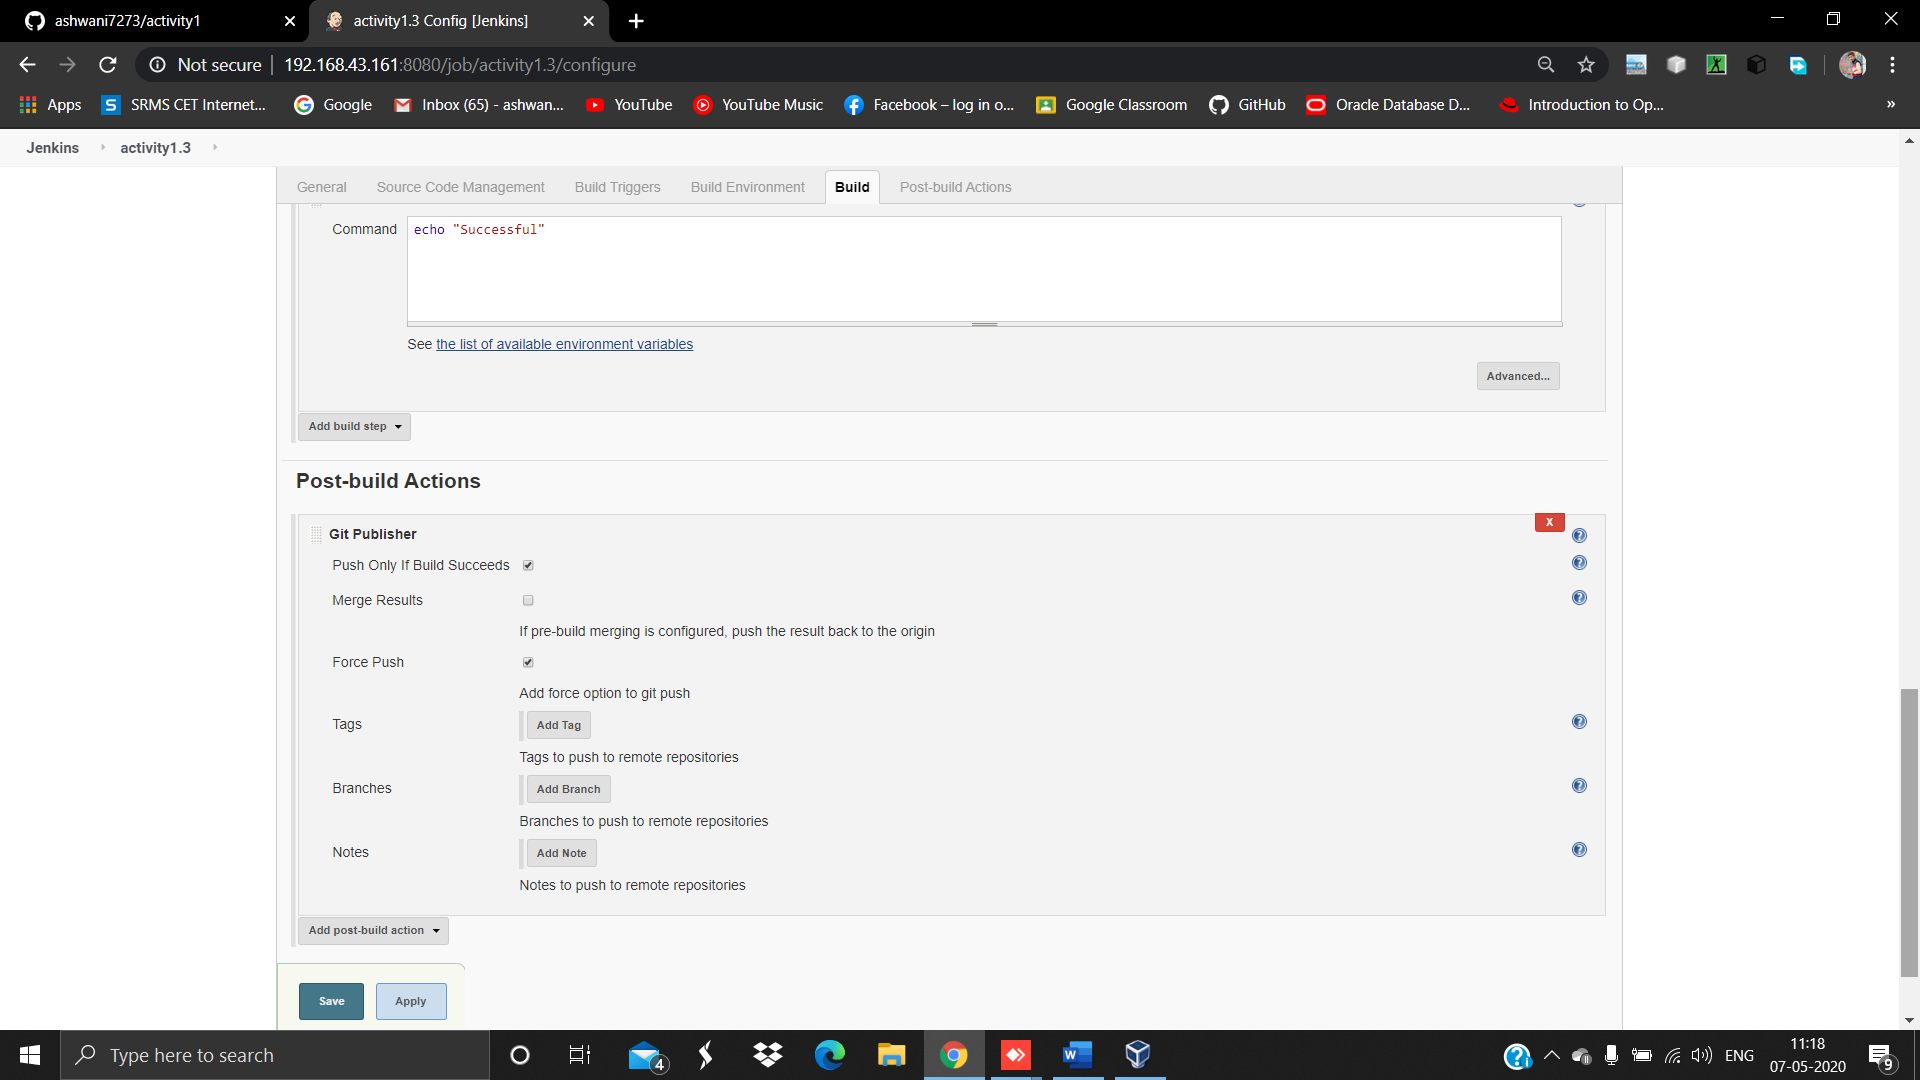 ashwani7273/activity1
activity1.3 Config [Jenkins]
Not secure 192.168.43.161:8080/job/activity1.3/configure
Apps SRMS CET Internet... Google Inbox (65) - ashwan... YouTube YouTube Music Facebook – log in o... Google Classroom GitHub Oracle Database D... Introduction to Op... »
Jenkins activity1.3
General Source Code Management Build Triggers Build Environment Build Post-build Actions
Command echo "Successful"
See the list of available environment variables
Advanced...
Add build step
Post-build Actions
X
Git Publisher
Push Only If Build Succeeds
Merge Results
If pre-build merging is configured, push the result back to the origin
Force Push
Add force option to git push
Tags Add Tag
Tags to push to remote repositories
Branches Add Branch
Branches to push to remote repositories
Notes Add Note
Notes to push to remote repositories
Add post-build action
Save Apply
Type here to search
4
ENG
11:18
07-05-2020
9